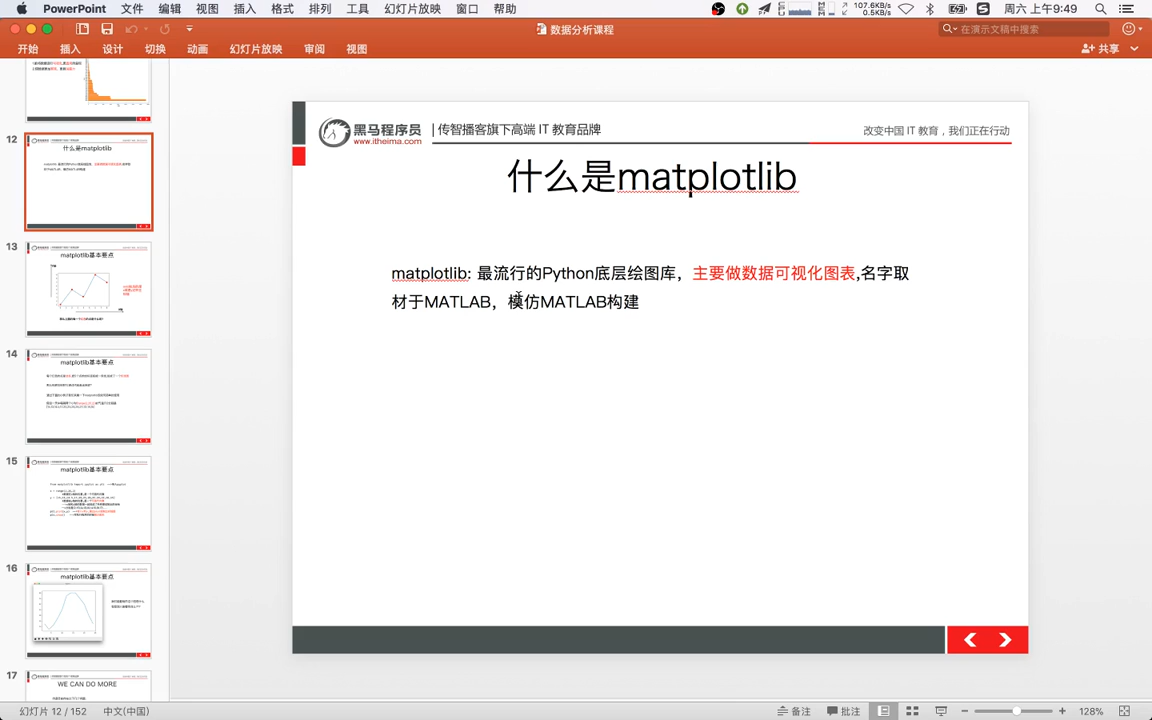 PowerPoint 文件 编辑 视图 插入 格式 排列 工具 幻灯片放映 窗口 帮助 107.6KB/s 0.5KB/s 周六 上午9:49
数据分析课程
在演示文稿中搜索
开始 插入 设计 切换 动画 幻灯片放映 审阅 视图 共享
12
什么是matplotlib
13
matplotlib基本要点
14
matplotlib基本要点
15
matplotlib基本要点
16
matplotlib基本要点
17
WE CAN DO MORE
黑马程序员
www.itheima.com
传智播客旗下高端 IT 教育品牌
改变中国 IT 教育，我们正在行动
什么是matplotlib
matplotlib: 最流行的Python底层绘图库，主要做数据可视化图表,名字取
材于MATLAB，模仿MATLAB构建
幻灯片 12 / 152 中文(中国) 备注 批注 128%